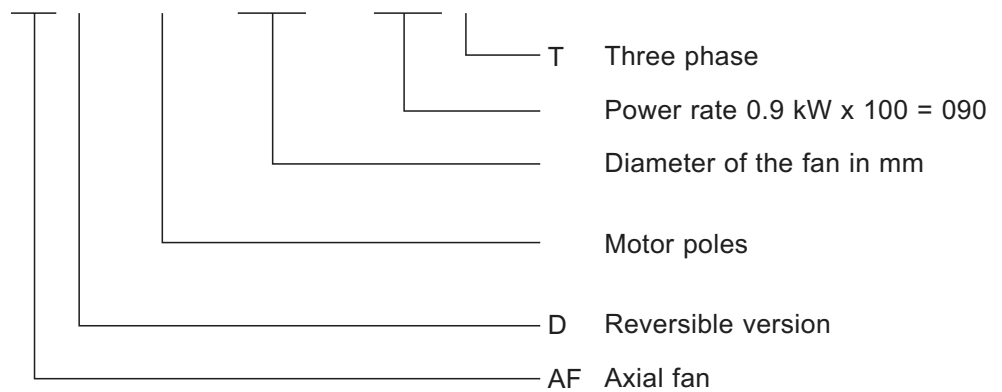 T Three phase
Power rate 0.9 kW x 100 = 090
Diameter of the fan in mm
Motor poles
D Reversible version
AF Axial fan